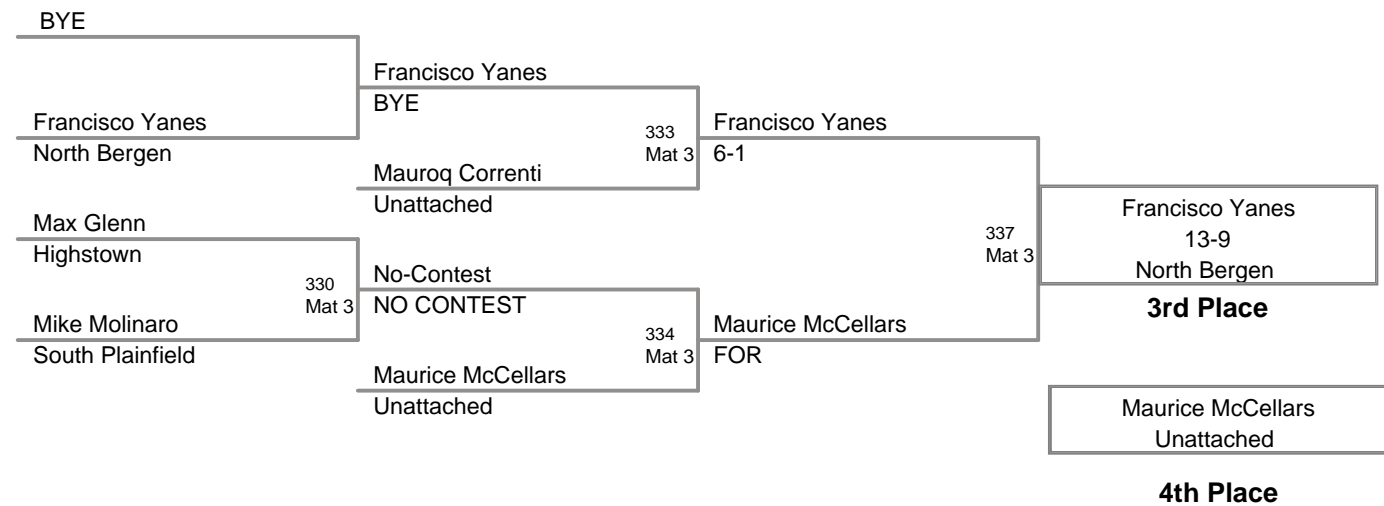 BYE
Francisco Yanes
BYE
Francisco Yanes
North Bergen
333
Mat 3
Francisco Yanes
6-1
Mauroq Correnti
Unattached
Max Glenn
Highstown
330
Mat 3
No-Contest
NO CONTEST
Mike Molinaro
South Plainfield
334
Mat 3
Maurice McCellars
FOR
Maurice McCellars
Unattached
337
Mat 3
Francisco Yanes
13-9
North Bergen
3rd Place
Maurice McCellars
Unattached
4th Place